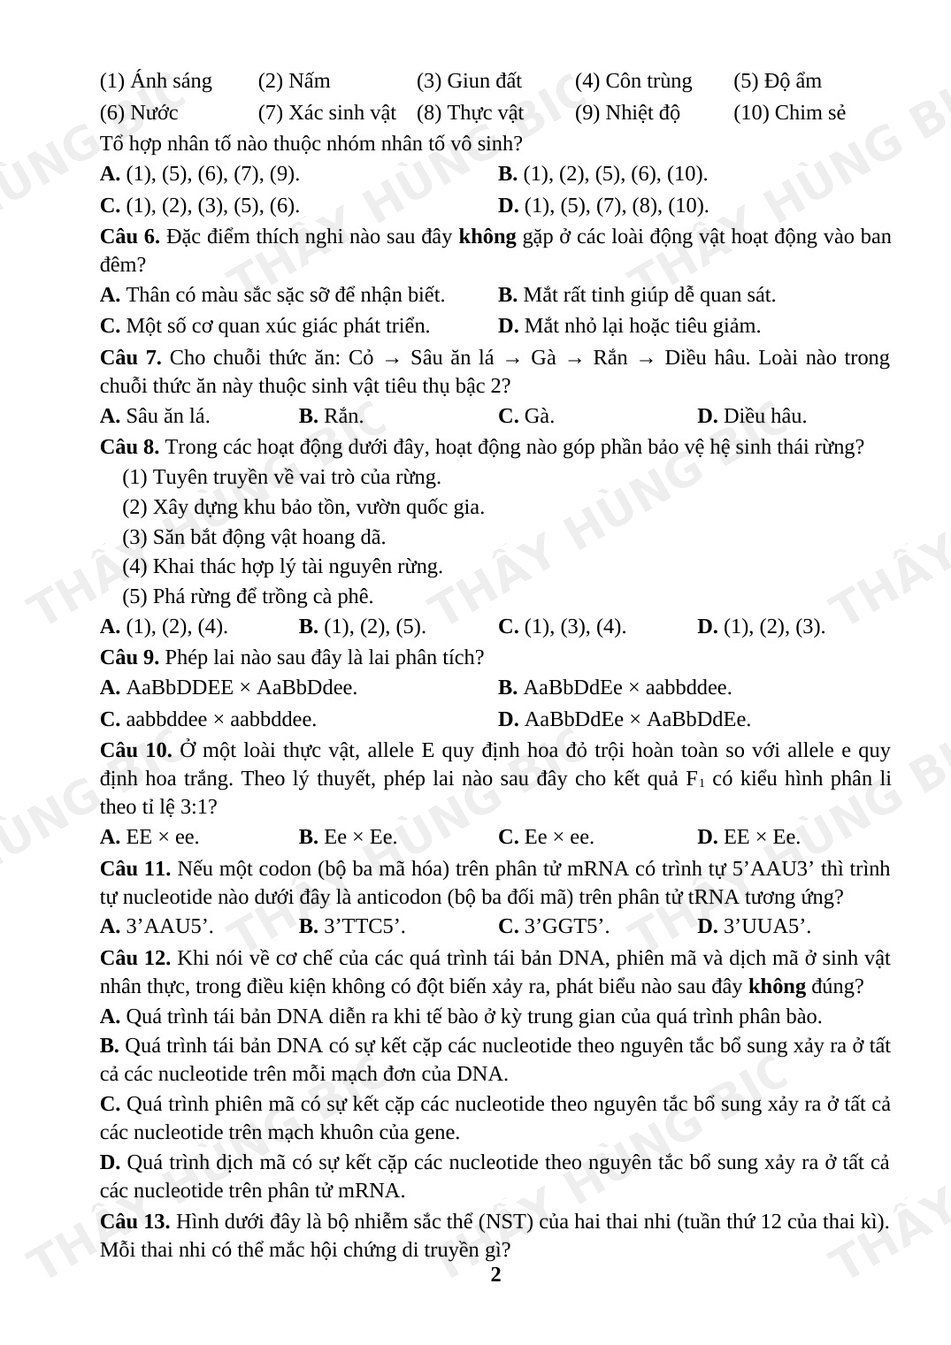 (1) Ánh sáng (2) Nấm (3) Giun đất (4) Côn trùng (5) Độ ẩm
(6) Nước (7) Xác sinh vật (8) Thực vật (9) Nhiệt độ (10) Chim sẻ
Tổ hợp nhân tố nào thuộc nhóm nhân tố vô sinh?
A. (1), (5), (6), (7), (9). B. (1), (2), (5), (6), (10).
C. (1), (2), (3), (5), (6). D. (1), (5), (7), (8), (10).
Câu 6. Đặc điểm thích nghi nào sau đây không gặp ở các loài động vật hoạt động vào ban
đêm?
A. Thân có màu sắc sặc sỡ để nhận biết. B. Mắt rất tinh giúp dễ quan sát.
C. Một số cơ quan xúc giác phát triển. D. Mắt nhỏ lại hoặc tiêu giảm.
Câu 7. Cho chuỗi thức ăn: Cỏ → Sâu ăn lá → Gà → Rắn → Diều hâu. Loài nào trong
chuỗi thức ăn này thuộc sinh vật tiêu thụ bậc 2?
A. Sâu ăn lá. B. Rắn. C. Gà. D. Diều hâu.
Câu 8. Trong các hoạt động dưới đây, hoạt động nào góp phần bảo vệ hệ sinh thái rừng?
(1) Tuyên truyền về vai trò của rừng.
(2) Xây dựng khu bảo tồn, vườn quốc gia.
(3) Săn bắt động vật hoang dã.
(4) Khai thác hợp lý tài nguyên rừng.
(5) Phá rừng để trồng cà phê.
A. (1), (2), (4). B. (1), (2), (5). C. (1), (3), (4). D. (1), (2), (3).
Câu 9. Phép lai nào sau đây là lai phân tích?
A. AaBbDDEE × AaBbDdee. B. AaBbDdEe × aabbddee.
C. aabbddee × aabbddee. D. AaBbDdEe × AaBbDdEe.
Câu 10. Ở một loài thực vật, allele E quy định hoa đỏ trội hoàn toàn so với allele e quy
định hoa trắng. Theo lý thuyết, phép lai nào sau đây cho kết quả F₁ có kiểu hình phân li
theo tỉ lệ 3:1?
A. EE × ee. B. Ee × Ee. C. Ee × ee. D. EE × Ee.
Câu 11. Nếu một codon (bộ ba mã hóa) trên phân tử mRNA có trình tự 5’AAU3’ thì trình
tự nucleotide nào dưới đây là anticodon (bộ ba đối mã) trên phân tử tRNA tương ứng?
A. 3’AAU5’. B. 3’TTC5’. C. 3’GGT5’. D. 3’UUA5’.
Câu 12. Khi nói về cơ chế của các quá trình tái bản DNA, phiên mã và dịch mã ở sinh vật
nhân thực, trong điều kiện không có đột biến xảy ra, phát biểu nào sau đây không đúng?
A. Quá trình tái bản DNA diễn ra khi tế bào ở kỳ trung gian của quá trình phân bào.
B. Quá trình tái bản DNA có sự kết cặp các nucleotide theo nguyên tắc bổ sung xảy ra ở tất
cả các nucleotide trên mỗi mạch đơn của DNA.
C. Quá trình phiên mã có sự kết cặp các nucleotide theo nguyên tắc bổ sung xảy ra ở tất cả
các nucleotide trên mạch khuôn của gene.
D. Quá trình dịch mã có sự kết cặp các nucleotide theo nguyên tắc bổ sung xảy ra ở tất cả
các nucleotide trên phân tử mRNA.
Câu 13. Hình dưới đây là bộ nhiễm sắc thể (NST) của hai thai nhi (tuần thứ 12 của thai kì).
Mỗi thai nhi có thể mắc hội chứng di truyền gì?
2
THẦY HÙNG BIC